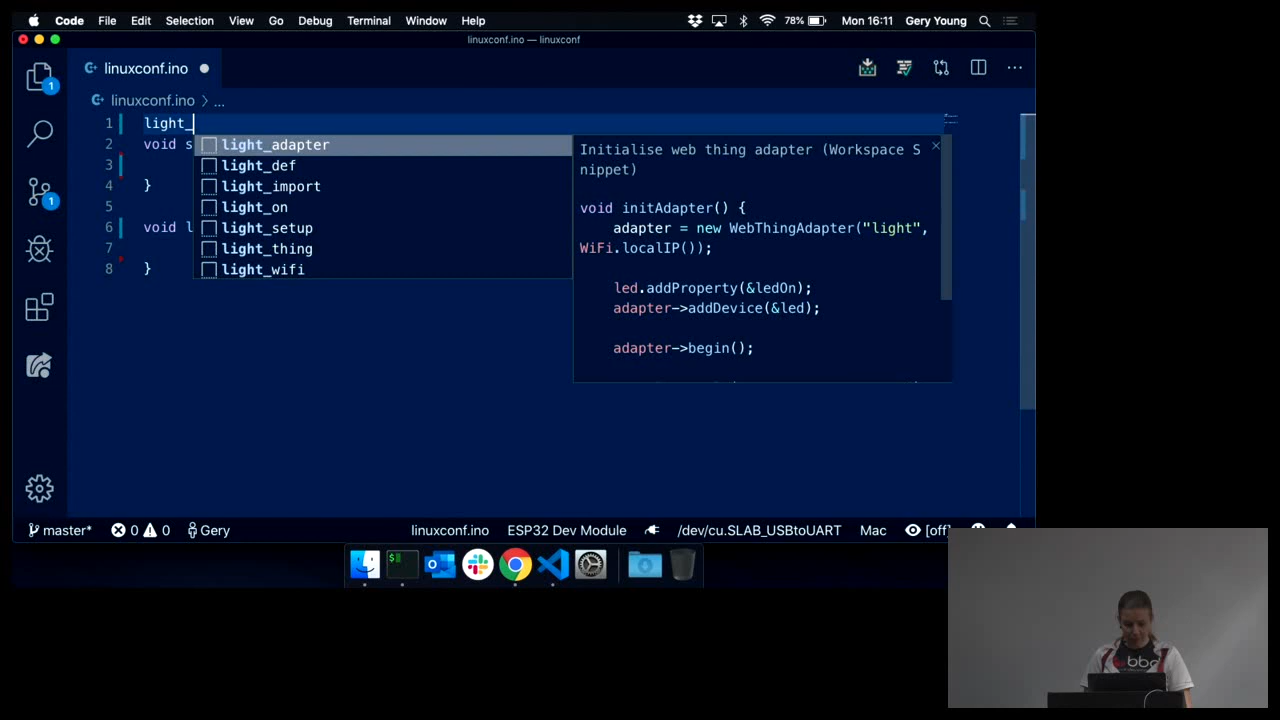 Code File Edit Selection View Go Debug Terminal Window Help 78% Mon 16:11 Gery Young
linuxconf.ino — linuxconf
linuxconf.ino
linuxconf.ino > ...
1 light_
2 void s
3
4 }
5
6 void l
7
8 }
light_adapter
light_def
light_import
light_on
light_setup
light_thing
light_wifi
Initialise web thing adapter (Workspace S
nippet)
void initAdapter() {
adapter = new WebThingAdapter("light",
WiFi.localIP());
led.addProperty(&ledOn);
adapter->addDevice(&led);
adapter->begin();
1
1
master* 0 0 Gery linuxconf.ino ESP32 Dev Module /dev/cu.SLAB_USBtoUART Mac [off]
bbc